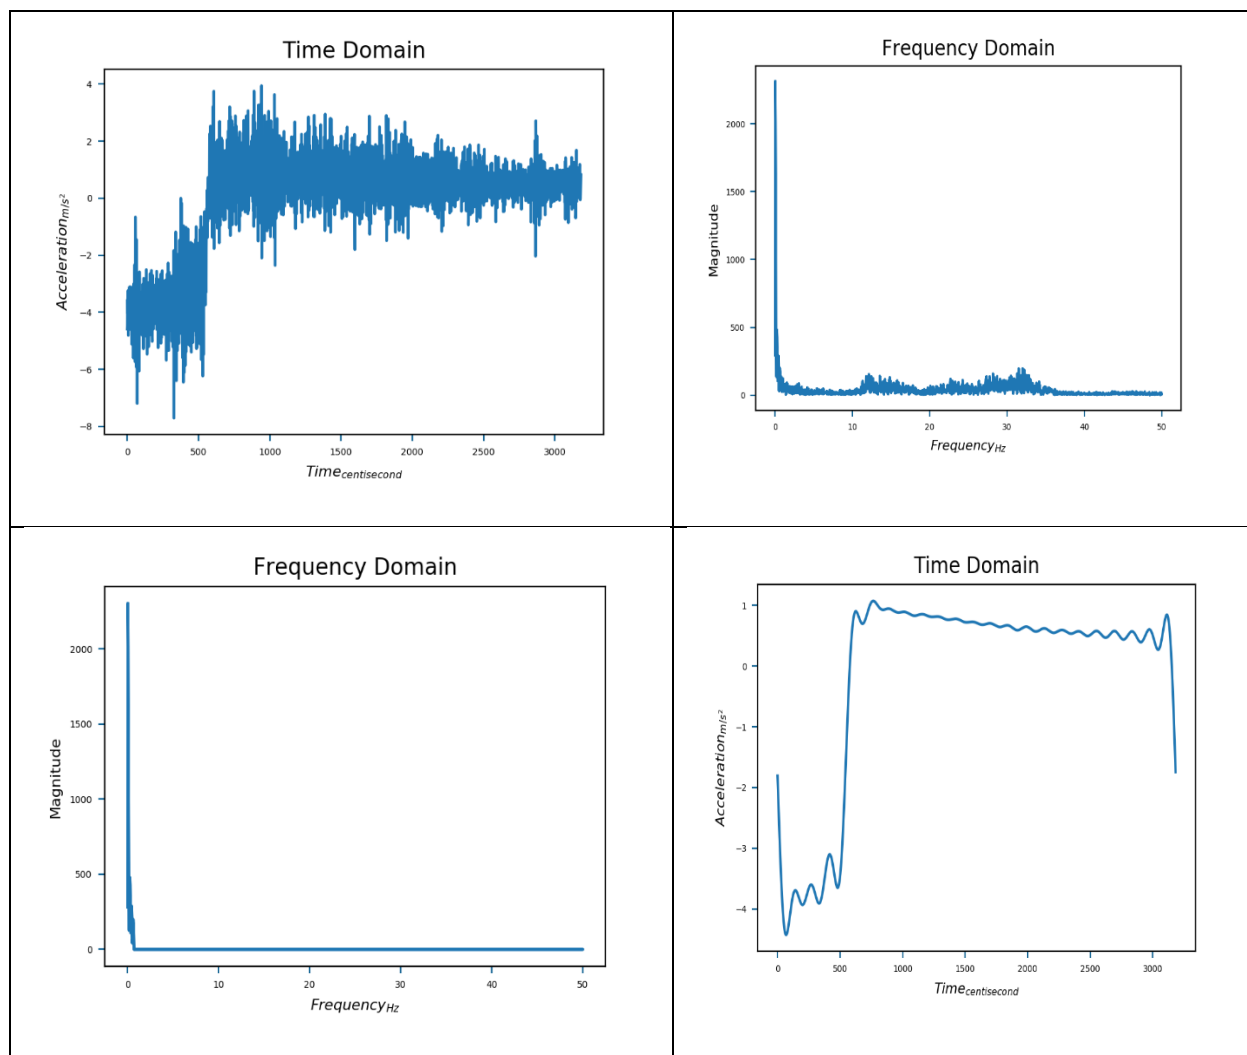 Time Domain
4
2
0
−2
−4
−6
−8
Acceleration m/s²
0 500 1000 1500 2000 2500 3000
Time centisecond
Frequency Domain
2000
1500
1000
500
0
Magnitude
0 10 20 30 40 50
Frequency Hz
Frequency Domain
2000
1500
1000
500
0
Magnitude
0 10 20 30 40 50
Frequency Hz
Time Domain
1
0
−1
−2
−3
−4
Acceleration m/s²
0 500 1000 1500 2000 2500 3000
Time centisecond